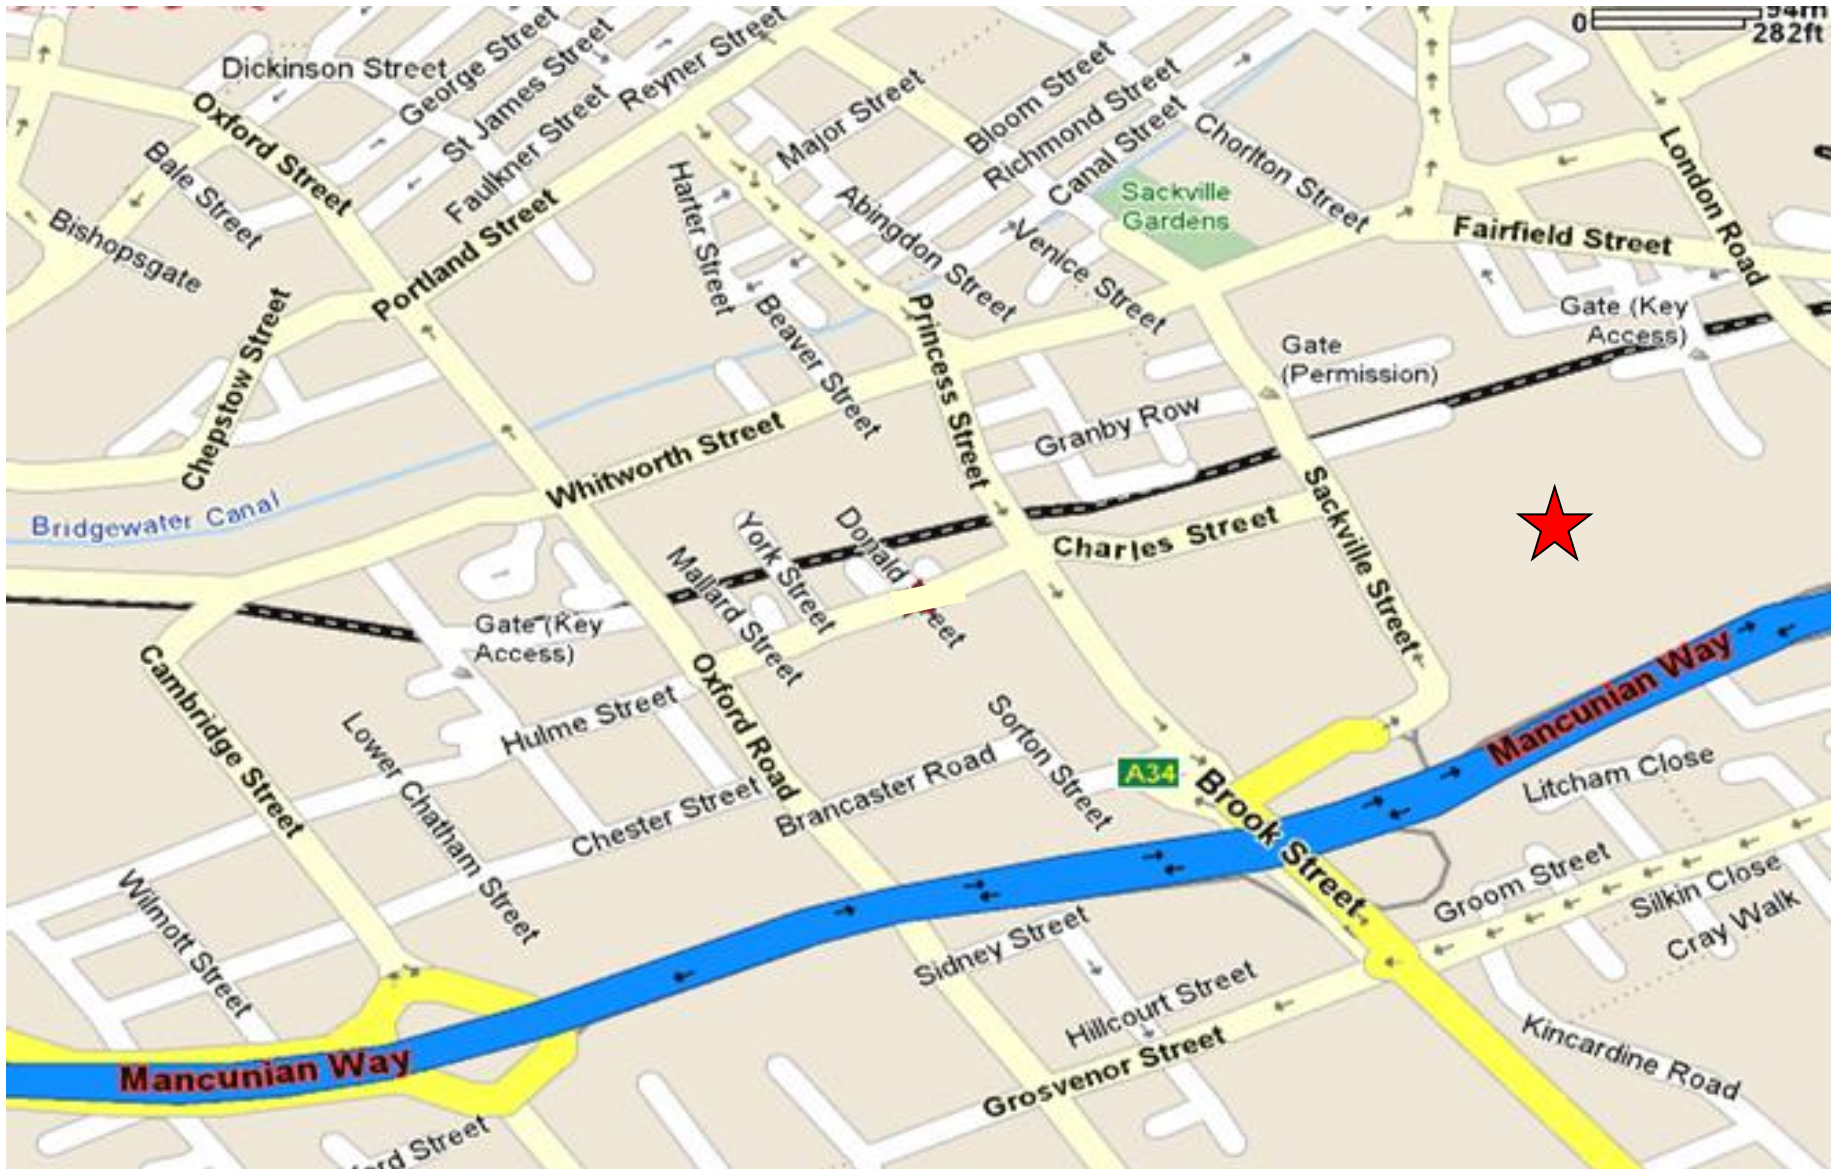 0
94m
282ft
Dickinson Street
George Street
St James Street
Faulkner Street
Reyner Street
Oxford Street
Bale Street
Bishopsgate
Portland Street
Chepstow Street
Major Street
Bloom Street
Richmond Street
Canal Street
Chorlton Street
London Road
Harter Street
Abingdon Street
Sackville
Gardens
Venice Street
Fairfield Street
Gate (Key
Access)
Beaver Street
Princess Street
Gate
(Permission)
Granby Row
Whitworth Street
Bridgewater Canal
York Street
Donald Street
Mallard Street
Charles Street
Sackville Street
Gate (Key
Access)
Cambridge Street
Hulme Street
Oxford Road
Lower Chatham Street
Sorton Street
Mancunian Way
Chester Street
Brancaster Road
A34
Brook Street
Litcham Close
Groom Street
Silkin Close
Cray Walk
Wilmott Street
Sidney Street
Hillcourt Street
Grosvenor Street
Kincardine Road
Mancunian Way
ford Street